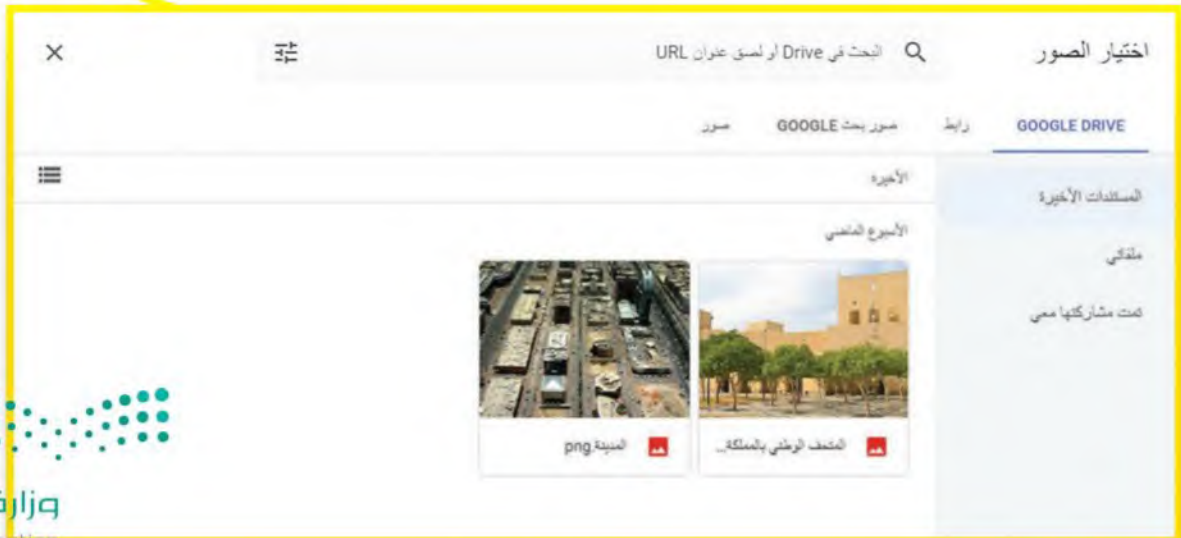 اختيار الصور
البحث في Drive أو لصق عنوان URL
GOOGLE DRIVE
رابط
صور بحث GOOGLE
صور
المستندات الأخيرة
ملفاتي
تمت مشاركتها معي
الأخيرة
الأسبوع الماضي
المتحف الوطني بالمملكة...
المدينة.png